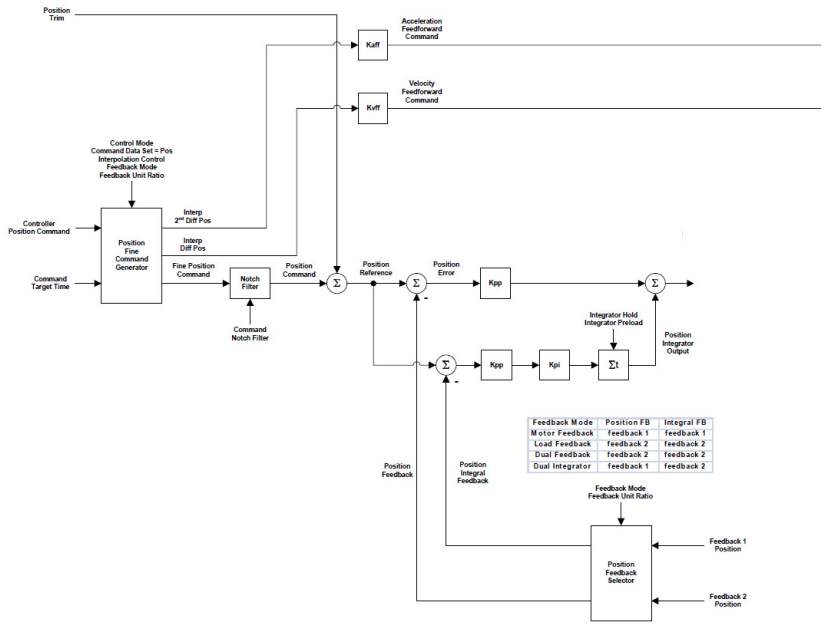 Position
Trim
Acceleration
Feedforward
Command
Kaff
Velocity
Feedforward
Command
Kvff
Control Mode
Command Data Set = Pos
Interpolation Control
Feedback Mode
Feedback Unit Ratio
Controller
Position Command
Command
Target Time
Position
Fine
Command
Generator
Interp
2nd Diff Pos
Interp
Diff Pos
Fine Position
Command
Notch
Filter
Command
Notch Filter
Position
Command
Σ
Position
Reference
Σ
-
Position
Error
Kpp
Σ
Integrator Hold
Integrator Preload
Position
Integrator
Output
Σ
-
Kpp
Kpi
Σt
Feedback Mode Position FB Integral FB
Motor Feedback feedback 1 feedback 1
Load Feedback feedback 2 feedback 2
Dual Feedback feedback 2 feedback 2
Dual Integrator feedback 1 feedback 2
Position
Feedback
Position
Integral
Feedback
Feedback Mode
Feedback Unit Ratio
Position
Feedback
Selector
Feedback 1
Position
Feedback 2
Position